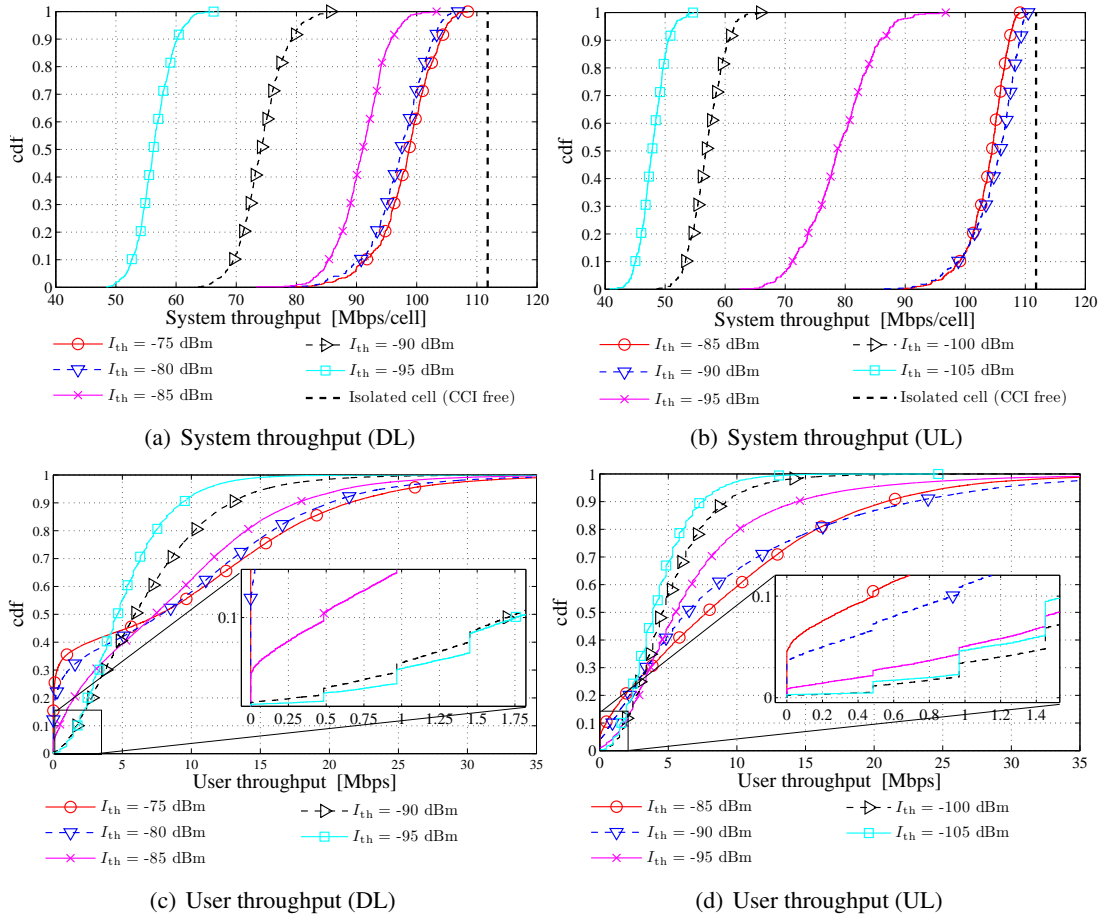 1
0.9
0.8
0.7
0.6
0.5
0.4
0.3
0.2
0.1
0
cdf
40 50 60 70 80 90 100 110 120
System throughput [Mbps/cell]
I_th = -75 dBm
I_th = -80 dBm
I_th = -85 dBm
I_th = -90 dBm
I_th = -95 dBm
Isolated cell (CCI free)
(a) System throughput (DL)
1
0.9
0.8
0.7
0.6
0.5
0.4
0.3
0.2
0.1
0
cdf
40 50 60 70 80 90 100 110 120
System throughput [Mbps/cell]
I_th = -85 dBm
I_th = -90 dBm
I_th = -95 dBm
I_th = -100 dBm
I_th = -105 dBm
Isolated cell (CCI free)
(b) System throughput (UL)
1
0.9
0.8
0.7
0.6
0.5
0.4
0.3
0.2
0.1
0
cdf
0.1
0 0.25 0.5 0.75 1 1.25 1.5 1.75
0 5 10 15 20 25 30 35
User throughput [Mbps]
I_th = -75 dBm
I_th = -80 dBm
I_th = -85 dBm
I_th = -90 dBm
I_th = -95 dBm
(c) User throughput (DL)
1
0.9
0.8
0.7
0.6
0.5
0.4
0.3
0.2
0.1
0
cdf
0.1
0
0 0.2 0.4 0.6 0.8 1 1.2 1.4
0 5 10 15 20 25 30 35
User throughput [Mbps]
I_th = -85 dBm
I_th = -90 dBm
I_th = -95 dBm
I_th = -100 dBm
I_th = -105 dBm
(d) User throughput (UL)